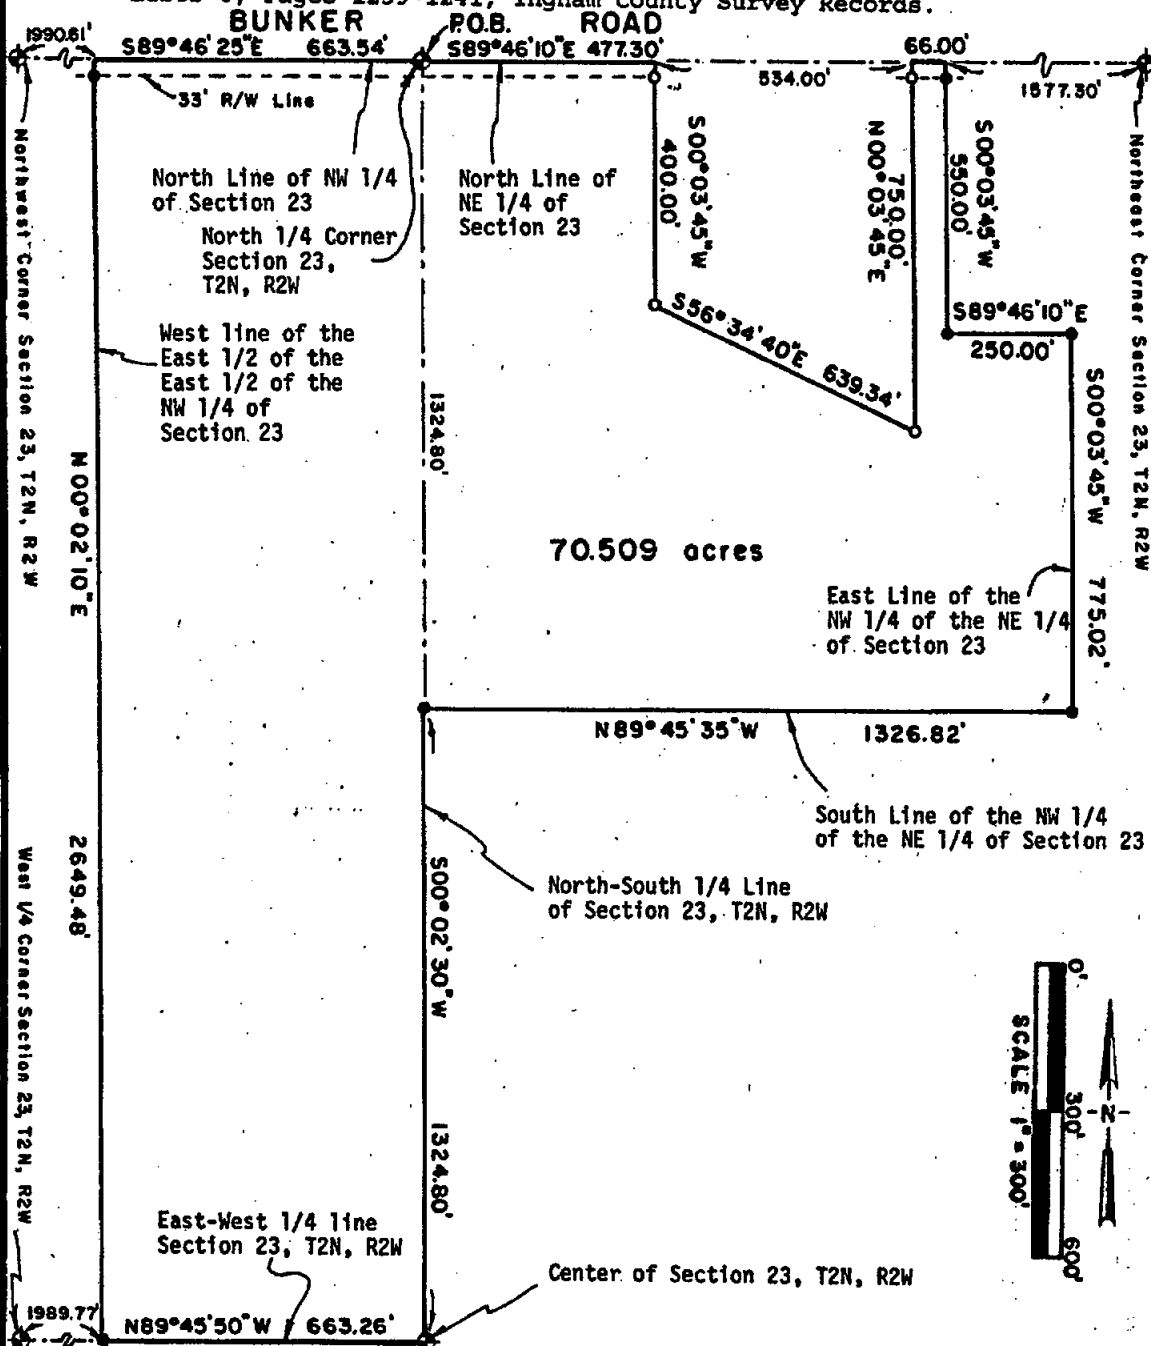 Pages 1239-1241, Ingham County Survey Records.
BUNKER P.O.B. ROAD
1990.61'
S89°46'25"E 663.54'
S89°46'10"E 477.30'
66.00'
534.00'
1577.30'
33' R/W Line
North Line of NW 1/4
of Section 23
North 1/4 Corner
Section 23,
T2N, R2W
North Line of
NE 1/4 of
Section 23
S00°03'45"W
400.00'
N00°03'45"E
750.00'
S00°03'45"W
550.00'
Northwest Corner Section 23, T2N, R2W
Northeast Corner Section 23, T2N, R2W
West line of the
East 1/2 of the
East 1/2 of the
NW 1/4 of
Section 23
S56°34'40"E 639.34'
S89°46'10"E
250.00'
1324.80'
S00°03'45"W 775.02'
N00°02'10"E 2649.48'
70.509 acres
East Line of the
NW 1/4 of the NE 1/4
of Section 23
N89°45'35"W 1326.82'
South Line of the NW 1/4
of the NE 1/4 of Section 23
North-South 1/4 Line
of Section 23, T2N, R2W
S00°02'30"W 1324.80'
West 1/4 Corner Section 23, T2N, R2W
0' 300' 600'
SCALE 1" = 300'
-N-
East-West 1/4 line
Section 23, T2N, R2W
Center of Section 23, T2N, R2W
1989.77'
N89°45'50"W 663.26'